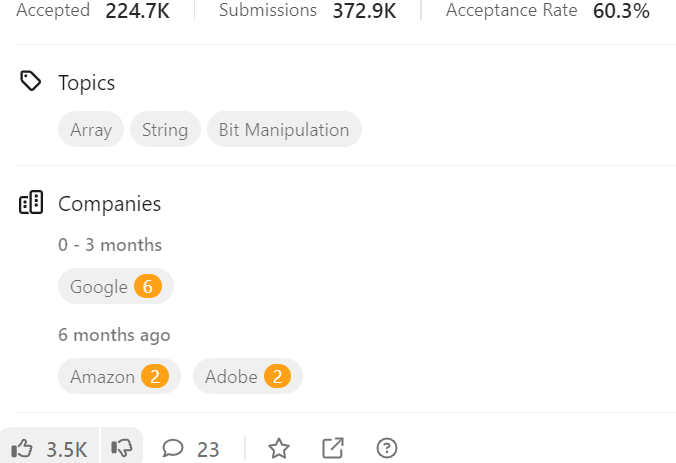 Accepted 224.7K Submissions 372.9K Acceptance Rate 60.3%
Topics
Array String Bit Manipulation
Companies
0 - 3 months
Google 6
6 months ago
Amazon 2 Adobe 2
3.5K 23